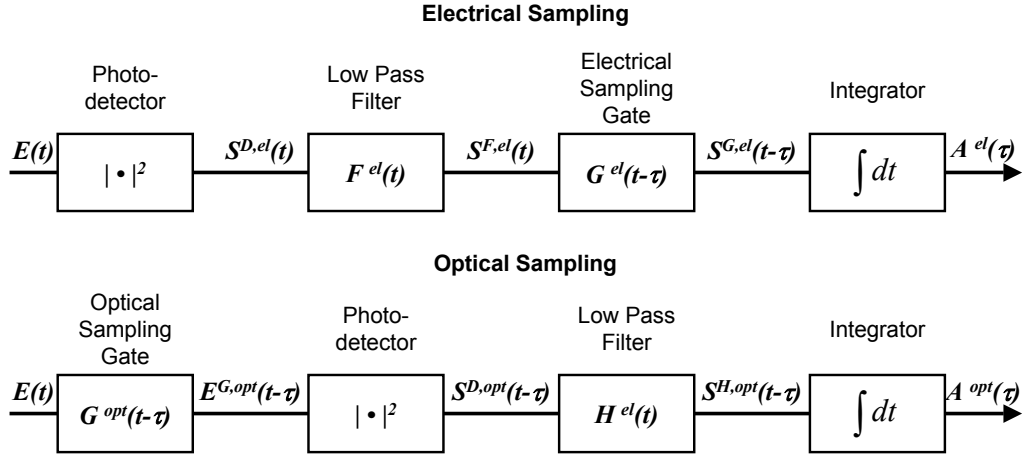 Electrical Sampling
Photo-
detector
Low Pass
Filter
Electrical
Sampling
Gate
Integrator
E(t)
| • |²
S^{D,el}(t)
F^{el}(t)
S^{F,el}(t)
G^{el}(t-τ)
S^{G,el}(t-τ)
∫ dt
A^{el}(τ)
Optical Sampling
Optical
Sampling
Gate
Photo-
detector
Low Pass
Filter
Integrator
E(t)
G^{opt}(t-τ)
E^{G,opt}(t-τ)
| • |²
S^{D,opt}(t-τ)
H^{el}(t)
S^{H,opt}(t-τ)
∫ dt
A^{opt}(τ)